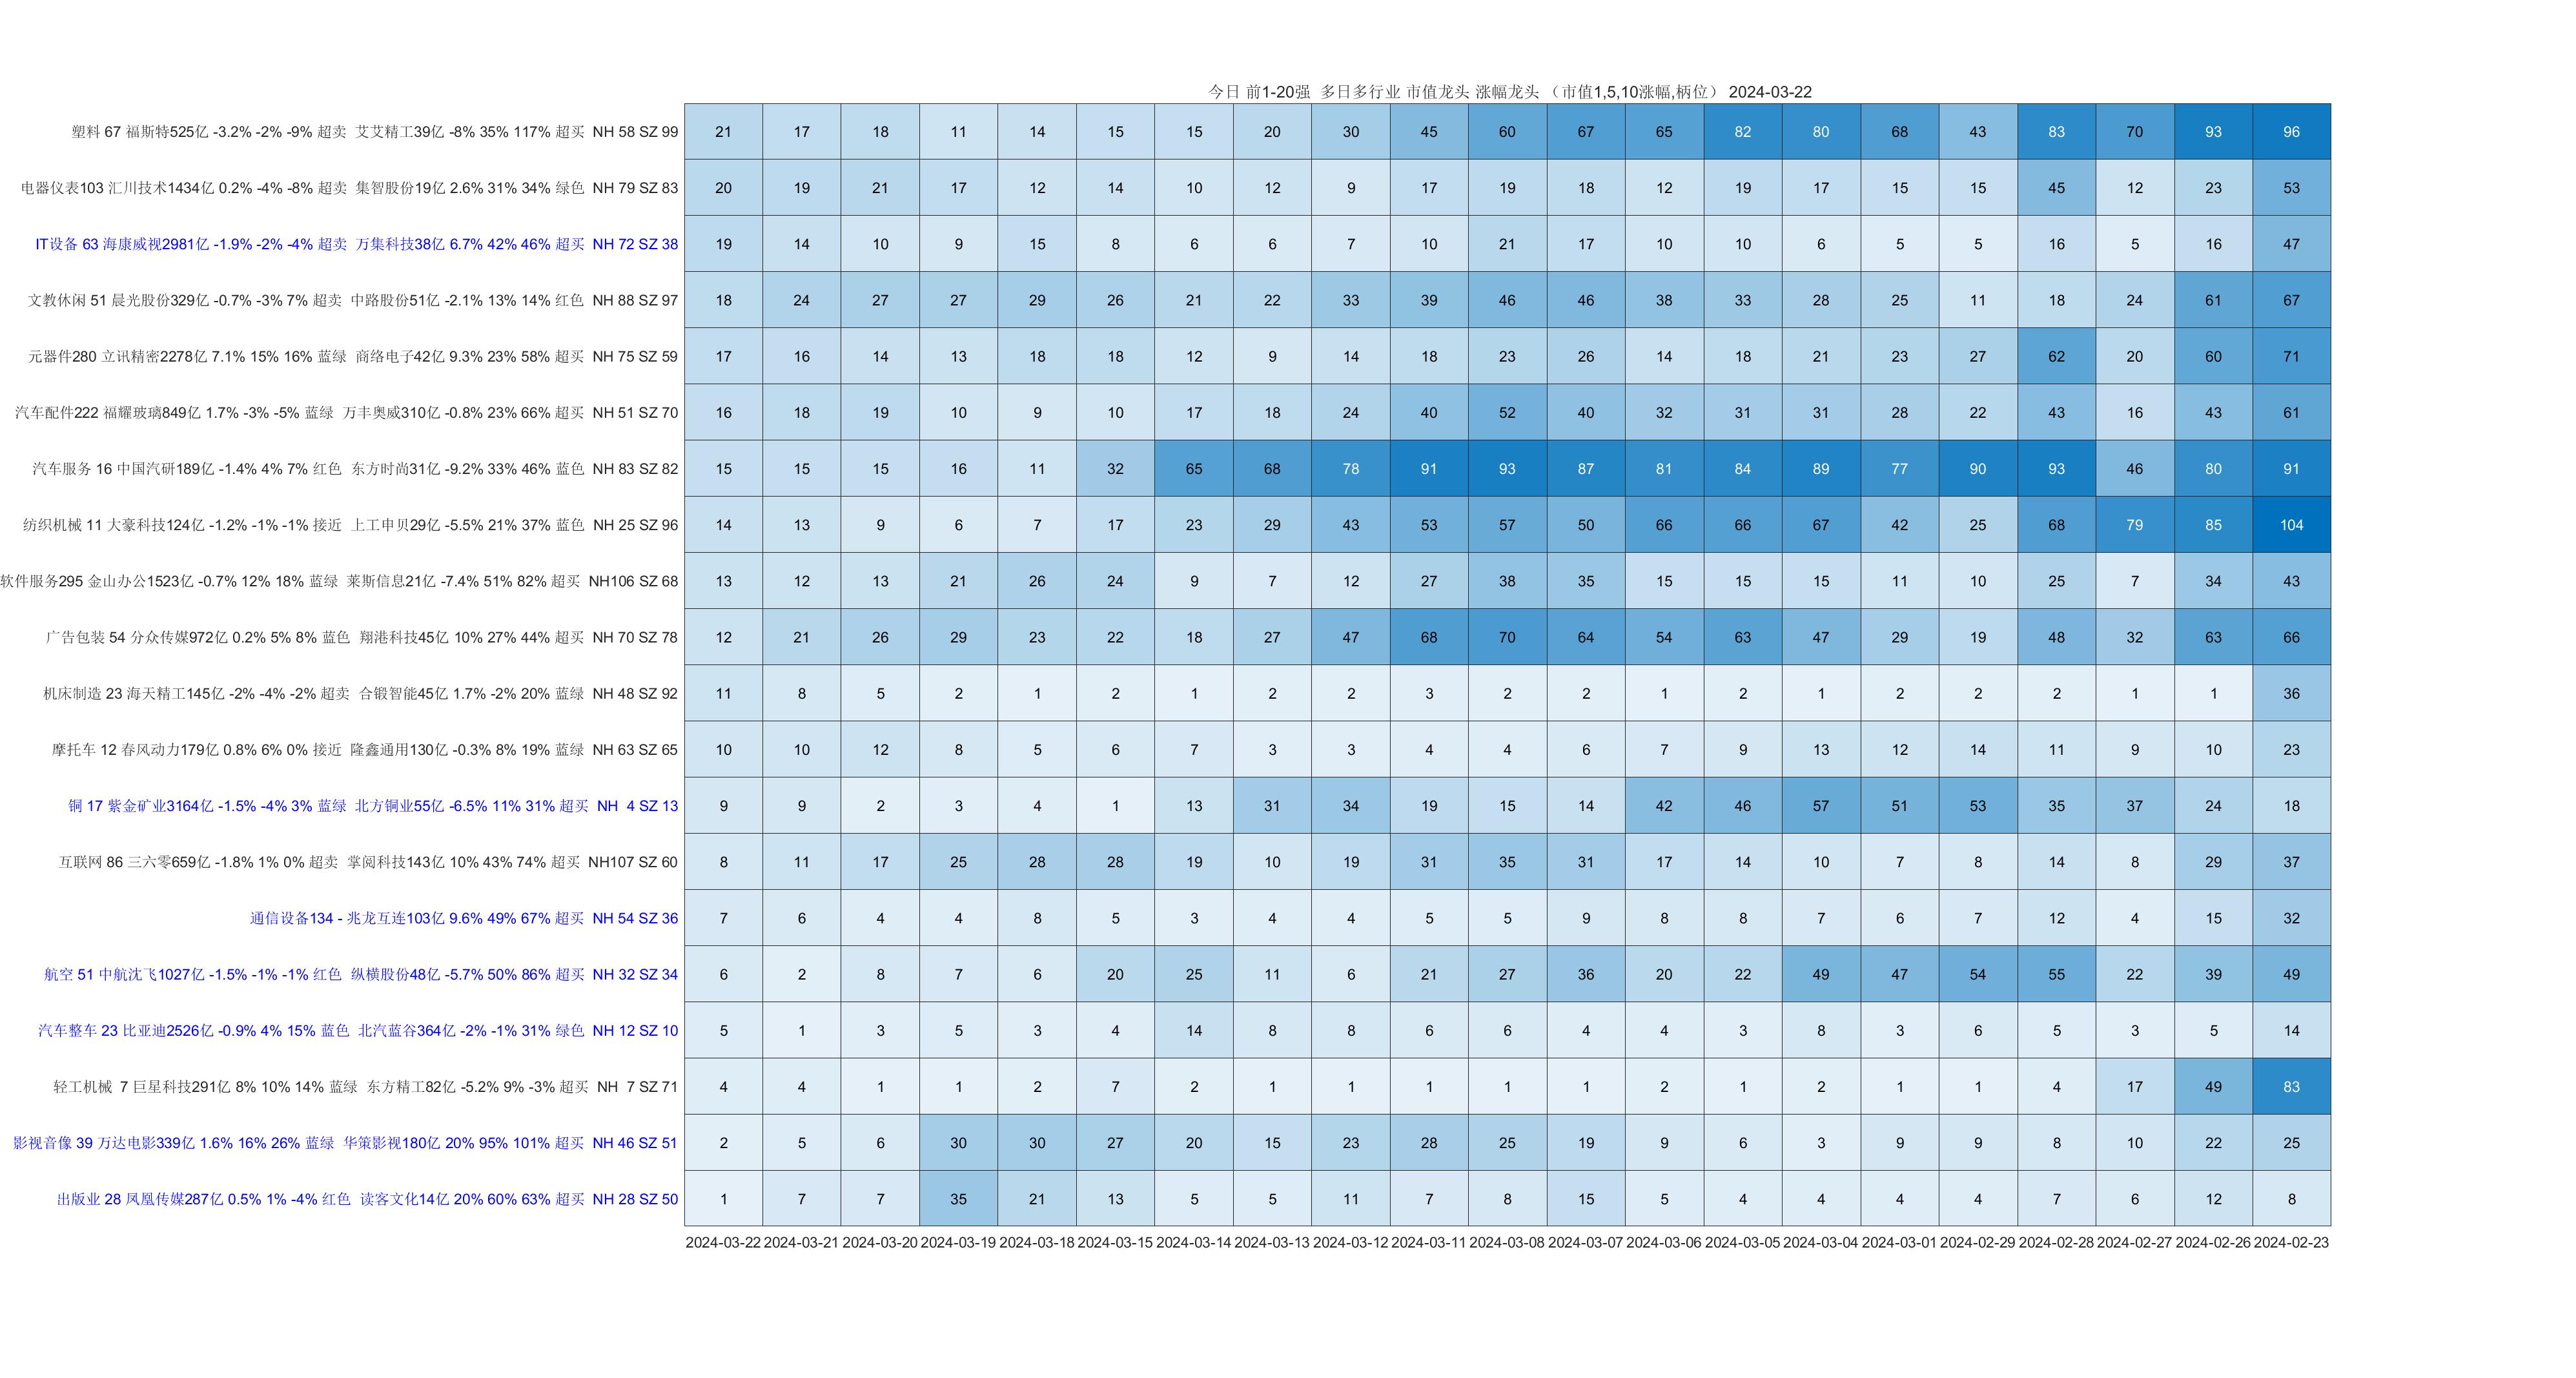 今日 前1-20强 多日多行业 市值龙头 涨幅龙头 （市值1,5,10涨幅,柄位） 2024-03-22
塑料 67 福斯特525亿 -3.2% -2% -9% 超卖 艾艾精工39亿 -8% 35% 117% 超买 NH 58 SZ 99 21 17 18 11 14 15 15 20 30 45 60 67 65 82 80 68 43 83 70 93 96
电器仪表103 汇川技术1434亿 0.2% -4% -8% 超卖 集智股份19亿 2.6% 31% 34% 绿色 NH 79 SZ 83 20 19 21 17 12 14 10 12 9 17 19 18 12 19 17 15 15 45 12 23 53
IT设备 63 海康威视2981亿 -1.9% -2% -4% 超卖 万集科技38亿 6.7% 42% 46% 超买 NH 72 SZ 38 19 14 10 9 15 8 6 6 7 10 21 17 10 10 6 5 5 16 5 16 47
文教休闲 51 晨光股份329亿 -0.7% -3% 7% 超卖 中路股份51亿 -2.1% 13% 14% 红色 NH 88 SZ 97 18 24 27 27 29 26 21 22 33 39 46 46 38 33 28 25 11 18 24 61 67
元器件280 立讯精密2278亿 7.1% 15% 16% 蓝绿 商络电子42亿 9.3% 23% 58% 超买 NH 75 SZ 59 17 16 14 13 18 18 12 9 14 18 23 26 14 18 21 23 27 62 20 60 71
汽车配件222 福耀玻璃849亿 1.7% -3% -5% 蓝绿 万丰奥威310亿 -0.8% 23% 66% 超买 NH 51 SZ 70 16 18 19 10 9 10 17 18 24 40 52 40 32 31 31 28 22 43 16 43 61
汽车服务 16 中国汽研189亿 -1.4% 4% 7% 红色 东方时尚31亿 -9.2% 33% 46% 蓝色 NH 83 SZ 82 15 15 15 16 11 32 65 68 78 91 93 87 81 84 89 77 90 93 46 80 91
纺织机械 11 大豪科技124亿 -1.2% -1% -1% 接近 上工申贝29亿 -5.5% 21% 37% 蓝色 NH 25 SZ 96 14 13 9 6 7 17 23 29 43 53 57 50 66 66 67 42 25 68 79 85 104
软件服务295 金山办公1523亿 -0.7% 12% 18% 蓝绿 莱斯信息21亿 -7.4% 51% 82% 超买 NH106 SZ 68 13 12 13 21 26 24 9 7 12 27 38 35 15 15 15 11 10 25 7 34 43
广告包装 54 分众传媒972亿 0.2% 5% 8% 蓝色 翔港科技45亿 10% 27% 44% 超买 NH 70 SZ 78 12 21 26 29 23 22 18 27 47 68 70 64 54 63 47 29 19 48 32 63 66
机床制造 23 海天精工145亿 -2% -4% -2% 超卖 合锻智能45亿 1.7% -2% 20% 蓝绿 NH 48 SZ 92 11 8 5 2 1 2 1 2 2 3 2 2 1 2 1 2 2 2 1 1 36
摩托车 12 春风动力179亿 0.8% 6% 0% 接近 隆鑫通用130亿 -0.3% 8% 19% 蓝绿 NH 63 SZ 65 10 10 12 8 5 6 7 3 3 4 4 6 7 9 13 12 14 11 9 10 23
铜 17 紫金矿业3164亿 -1.5% -4% 3% 蓝绿 北方铜业55亿 -6.5% 11% 31% 超买 NH 4 SZ 13 9 9 2 3 4 1 13 31 34 19 15 14 42 46 57 51 53 35 37 24 18
互联网 86 三六零659亿 -1.8% 1% 0% 超卖 掌阅科技143亿 10% 43% 74% 超买 NH107 SZ 60 8 11 17 25 28 28 19 10 19 31 35 31 17 14 10 7 8 14 8 29 37
通信设备134 - 兆龙互连103亿 9.6% 49% 67% 超买 NH 54 SZ 36 7 6 4 4 8 5 3 4 4 5 5 9 8 8 7 6 7 12 4 15 32
航空 51 中航沈飞1027亿 -1.5% -1% -1% 红色 纵横股份48亿 -5.7% 50% 86% 超买 NH 32 SZ 34 6 2 8 7 6 20 25 11 6 21 27 36 20 22 49 47 54 55 22 39 49
汽车整车 23 比亚迪2526亿 -0.9% 4% 15% 蓝色 北汽蓝谷364亿 -2% -1% 31% 绿色 NH 12 SZ 10 5 1 3 5 3 4 14 8 8 6 6 4 4 3 8 3 6 5 3 5 14
轻工机械 7 巨星科技291亿 8% 10% 14% 蓝绿 东方精工82亿 -5.2% 9% -3% 超买 NH 7 SZ 71 4 4 1 1 2 7 2 1 1 1 1 1 2 1 2 1 1 4 17 49 83
影视音像 39 万达电影339亿 1.6% 16% 26% 蓝绿 华策影视180亿 20% 95% 101% 超买 NH 46 SZ 51 2 5 6 30 30 27 20 15 23 28 25 19 9 6 3 9 9 8 10 22 25
出版业 28 凤凰传媒287亿 0.5% 1% -4% 红色 读客文化14亿 20% 60% 63% 超买 NH 28 SZ 50 1 7 7 35 21 13 5 5 11 7 8 15 5 4 4 4 4 7 6 12 8
2024-03-22 2024-03-21 2024-03-20 2024-03-19 2024-03-18 2024-03-15 2024-03-14 2024-03-13 2024-03-12 2024-03-11 2024-03-08 2024-03-07 2024-03-06 2024-03-05 2024-03-04 2024-03-01 2024-02-29 2024-02-28 2024-02-27 2024-02-26 2024-02-23